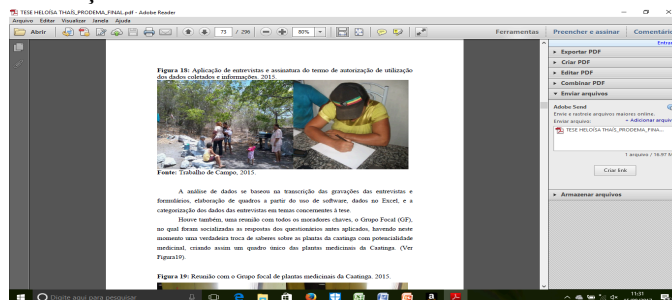 TESE HELOÍSA THAÍS_PRODEMA_FINAL.pdf - Adobe Reader
Arquivo Editar Visualizar Janela Ajuda
Abrir
73 / 296
80%
Ferramentas
Preencher e assinar
Comentário
Entrar
Figura 18: Aplicação de entrevistas e assinatura do termo de autorização de utilização
dos dados coletados e informações. 2015.
Fonte: Trabalho de Campo, 2015.
A análise de dados se baseou na transcrição das gravações das entrevistas e
formulários, elaboração de quadros a partir do uso de software, dados no Excel, e a
categorização dos dados das entrevistas em temas concernentes à tese.
Houve também, uma reunião com todos os moradores chaves, o Grupo Focal (GF),
no qual foram socializadas as respostas dos questionários antes aplicados, havendo neste
momento uma verdadeira troca de saberes sobre as plantas da caatinga com potencialidade
medicinal, criando assim um quadro único das plantas medicinais da Caatinga. (Ver
Figura19).
Figura 19: Reunião com o Grupo focal de plantas medicinas da Caatinga. 2015.
Exportar PDF
Criar PDF
Editar PDF
Combinar PDF
Enviar arquivos
Adobe Send
Envie e rastreie arquivos maiores online.
Enviar arquivo:
+ Adicionar arquiv
TESE HELOÍSA THAÍS_PRODEMA_FINA...
1 arquivo / 16.97 M
Criar link
Armazenar arquivos
Digite aqui para pesquisar
11:31